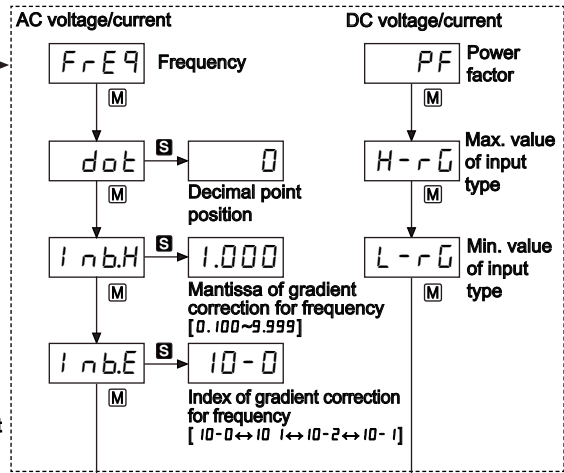 AC voltage/current
FrE9 Frequency
M
dot S 0
M
Decimal point
position
Inb.H S 1.000
M
Mantissa of gradient
correction for frequency
[0.100~9.999]
Inb.E S 10-0
M
Index of gradient correction
for frequency
[10-0↔10 1↔10-2↔10-1]
DC voltage/current
PF Power
factor
M
H-rG Max. value
of input
type
M
L-rG Min. value
of input
type
M
t